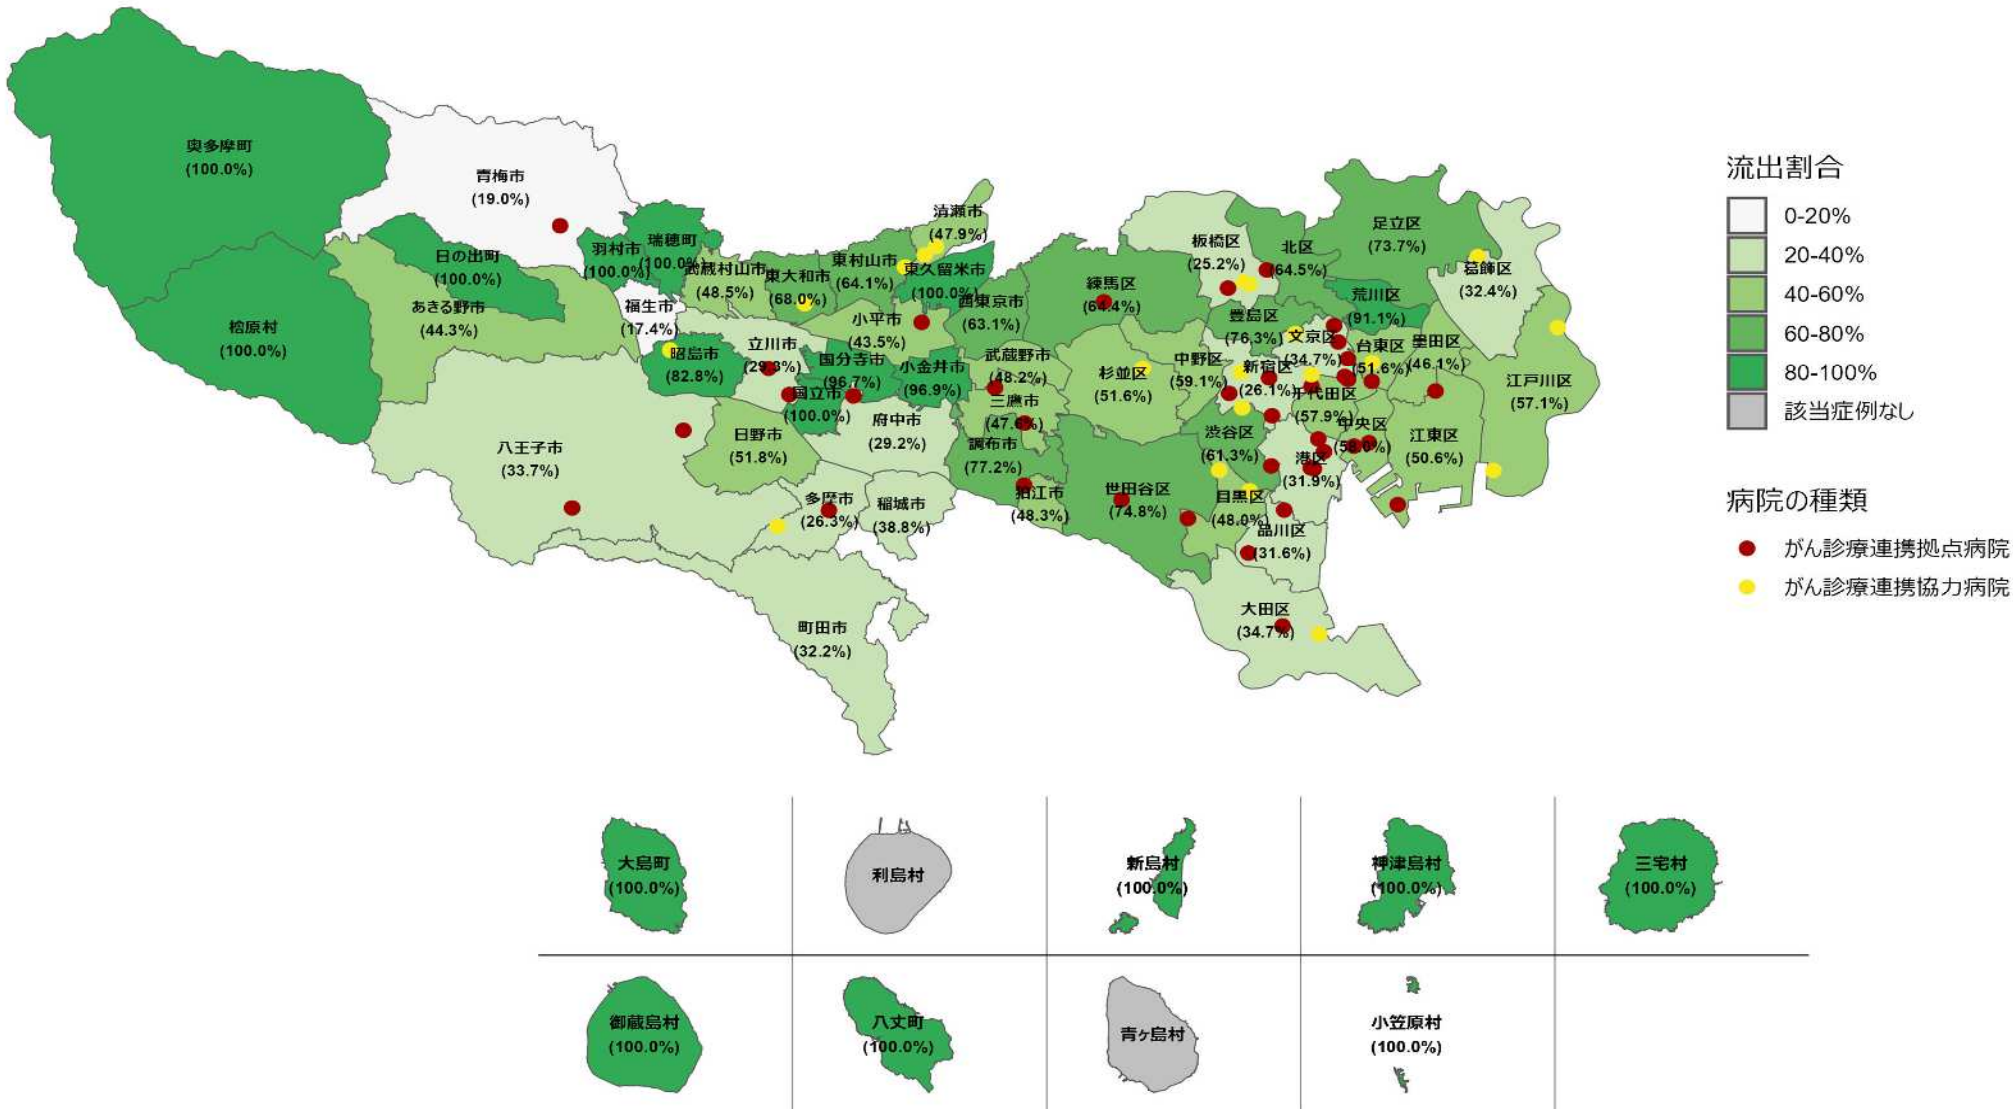 奥多摩町
(100.0%)
青梅市
(19.0%)
日の出町
(100.0%)
あきる野市
(44.3%)
檜原村
(100.0%)
羽村市
(100.0%)
瑞穂町
(100.0%)
福生市
(17.4%)
武蔵村山市
(48.5%)
東大和市
(68.0%)
東村山市
(64.1%)
清瀬市
(47.9%)
東久留米市
(100.0%)
西東京市
(63.1%)
小平市
(43.5%)
立川市
(29.3%)
昭島市
(82.8%)
国分寺市
(96.7%)
小金井市
(96.9%)
国立市
(100.0%)
武蔵野市
(48.2%)
三鷹市
(47.6%)
府中市
(29.2%)
調布市
(77.2%)
狛江市
(48.3%)
日野市
(51.8%)
八王子市
(33.7%)
多摩市
(26.3%)
稲城市
(38.8%)
町田市
(32.2%)
練馬区
(64.4%)
板橋区
(25.2%)
北区
(64.5%)
足立区
(73.7%)
葛飾区
(32.4%)
荒川区
(91.1%)
豊島区
(76.3%)
文京区
(34.7%)
台東区
(51.6%)
墨田区
(46.1%)
江戸川区
(57.1%)
中野区
(59.1%)
杉並区
(51.6%)
新宿区
(26.1%)
千代田区
(57.9%)
中央区
(58.0%)
江東区
(50.6%)
渋谷区
(61.3%)
港区
(31.9%)
世田谷区
(74.8%)
目黒区
(48.0%)
品川区
(31.6%)
大田区
(34.7%)
流出割合
0-20%
20-40%
40-60%
60-80%
80-100%
該当症例なし
病院の種類
がん診療連携拠点病院
がん診療連携協力病院
大島町
(100.0%)
利島村
新島村
(100.0%)
神津島村
(100.0%)
三宅村
(100.0%)
御蔵島村
(100.0%)
八丈町
(100.0%)
青ヶ島村
小笠原村
(100.0%)